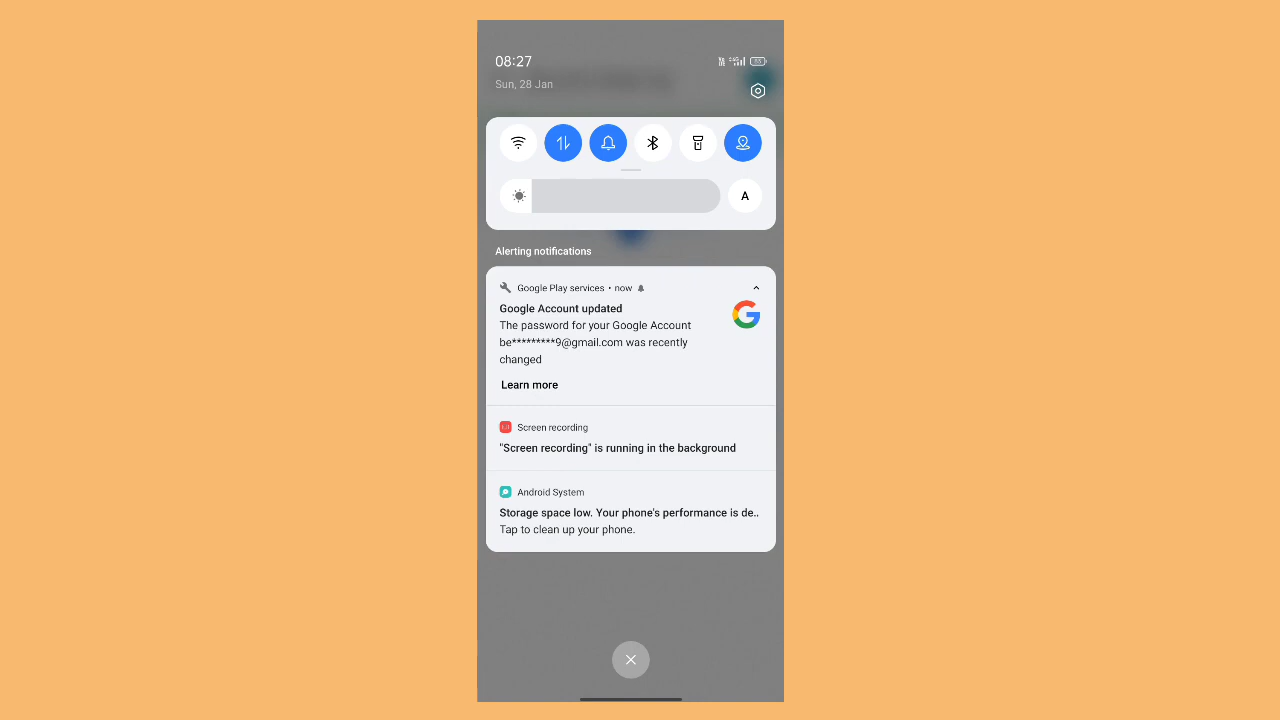 08:27
Sun, 28 Jan
A
Alerting notifications
Google Play services • now
Google Account updated
The password for your Google Account
be*********9@gmail.com was recently
changed
Learn more
Screen recording
"Screen recording" is running in the background
Android System
Storage space low. Your phone's performance is de..
Tap to clean up your phone.